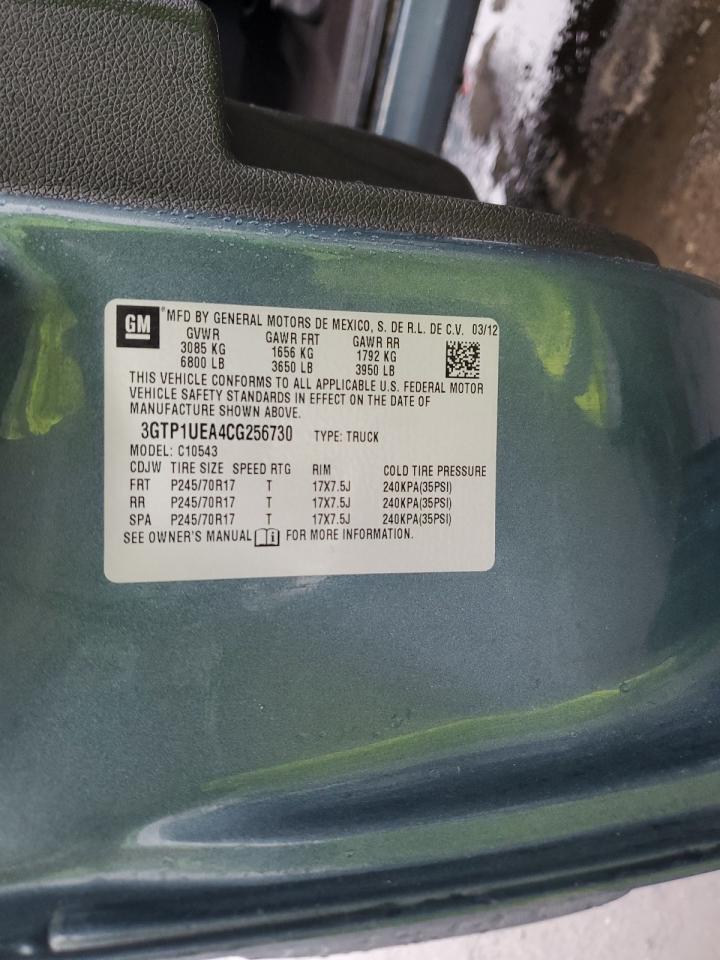 GM ®MFD BY GENERAL MOTORS DE MEXICO, S. DE R.L. DE C.V. 03/12
GVWR GAWR FRT GAWR RR
3085 KG 1656 KG 1792 KG
6800 LB 3650 LB 3950 LB
THIS VEHICLE CONFORMS TO ALL APPLICABLE U.S. FEDERAL MOTOR
VEHICLE SAFETY STANDARDS IN EFFECT ON THE DATE OF
MANUFACTURE SHOWN ABOVE.
3GTP1UEA4CG256730 TYPE: TRUCK
MODEL: C10543
CDJW TIRE SIZE SPEED RTG RIM COLD TIRE PRESSURE
FRT P245/70R17 T 17X7.5J 240KPA(35PSI)
RR P245/70R17 T 17X7.5J 240KPA(35PSI)
SPA P245/70R17 T 17X7.5J 240KPA(35PSI)
SEE OWNER'S MANUAL FOR MORE INFORMATION.